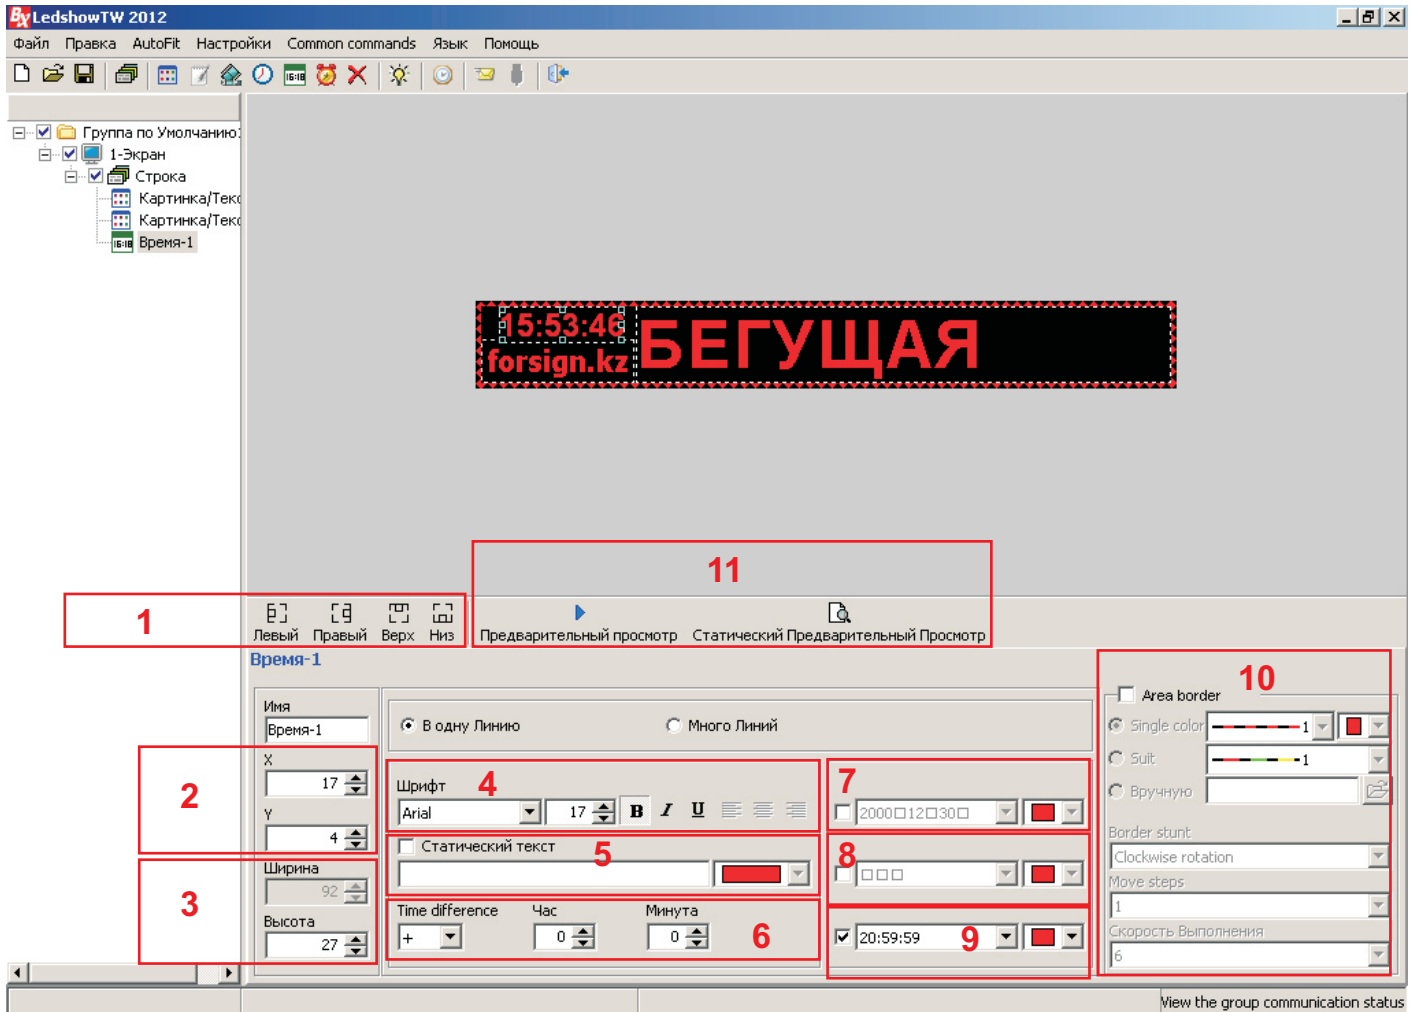 LedshowTW 2012
Файл Правка AutoFit Настройки Common commands Язык Помощь
Группа по Умолчанию
1-Экран
Строка
Картинка/Текс
Картинка/Текс
16:18 Время-1
15:53:46
forsign.kz
БЕГУЩАЯ
11
1
Левый Правый Верх Низ Предварительный просмотр Статический Предварительный Просмотр
Время-1
10
Имя
Время-1
В одну Линию Много Линий
Area border
Single color 1
Suit 1
Вручную
2
X
17
Y
4
4
Шрифт
Arial 17 B I U
7
2000□12□30□
3
Ширина
92
Высота
27
5
Статический текст
8
□□□
6
Time difference Час Минута
+ 0 0
9
20:59:59
Border stunt
Clockwise rotation
Move steps
1
Скорость Выполнения
6
View the group communication status